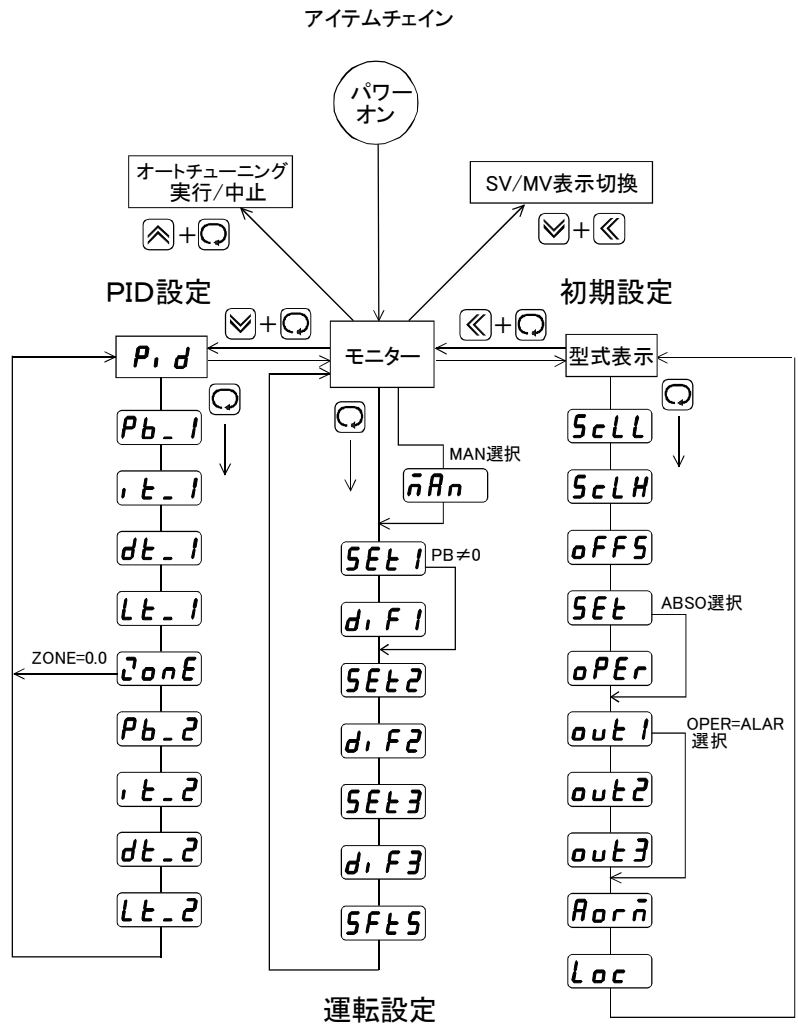 アイテムチェイン
パワー
オン
オートチューニング
実行/中止
SV/MV表示切換
+
+
PID設定
初期設定
+
+
Pid
モニター
型式表示
Pb_1
it_1
dt_1
Lt_1
ZONE=0.0
ZonE
Pb_2
it_2
dt_2
Lt_2
MAN選択
mAn
SEt1
PB≠0
diF1
SEt2
diF2
SEt3
diF3
SFtS
運転設定
ScLL
ScLH
oFFS
SEt
ABSO選択
oPEr
out1
OPER=ALAR
選択
out2
out3
Aorm
Loc